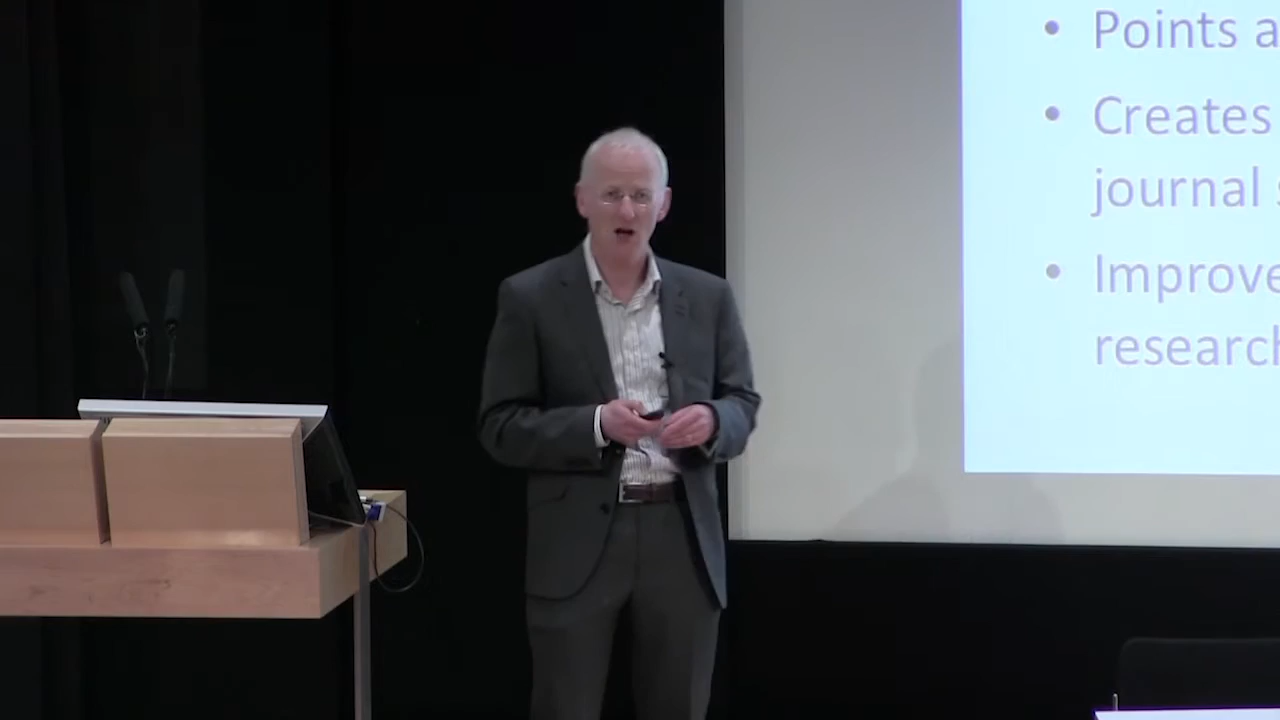 • Points a
• Creates
journal
• Improve
research